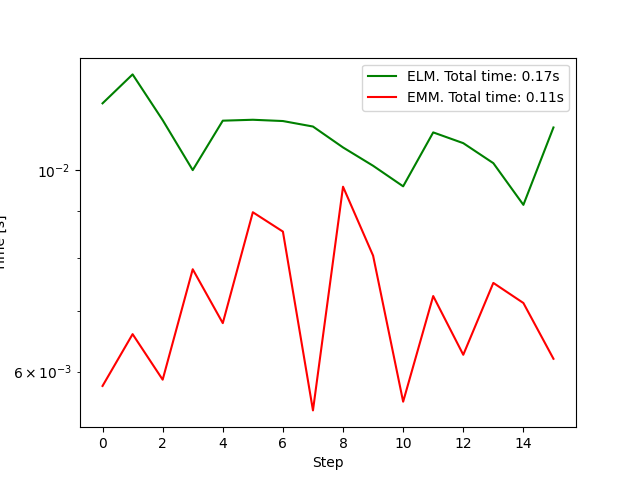 ELM. Total time: 0.17s
EMM. Total time: 0.11s
10⁻²
6 × 10⁻³
0 2 4 6 8 10 12 14
Step